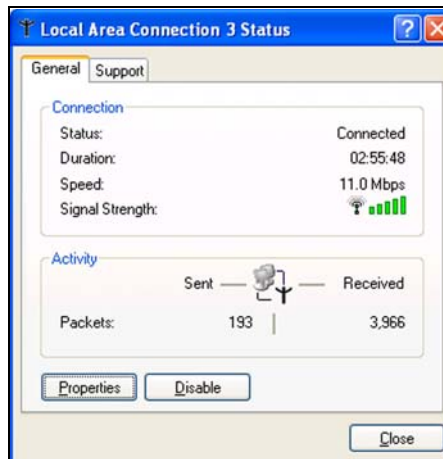 Local Area Connection 3 Status
General Support
Connection
Status: Connected
Duration: 02:55:48
Speed: 11.0 Mbps
Signal Strength:
Activity
Sent Received
Packets: 193 3,966
Properties Disable
Close